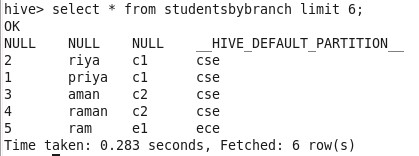 hive> select * from studentsbybranch limit 6;
OK
NULL NULL NULL __HIVE_DEFAULT_PARTITION__
2 riya c1 cse
1 priya c1 cse
3 aman c2 cse
4 raman c2 cse
5 ram e1 ece
Time taken: 0.283 seconds, Fetched: 6 row(s)